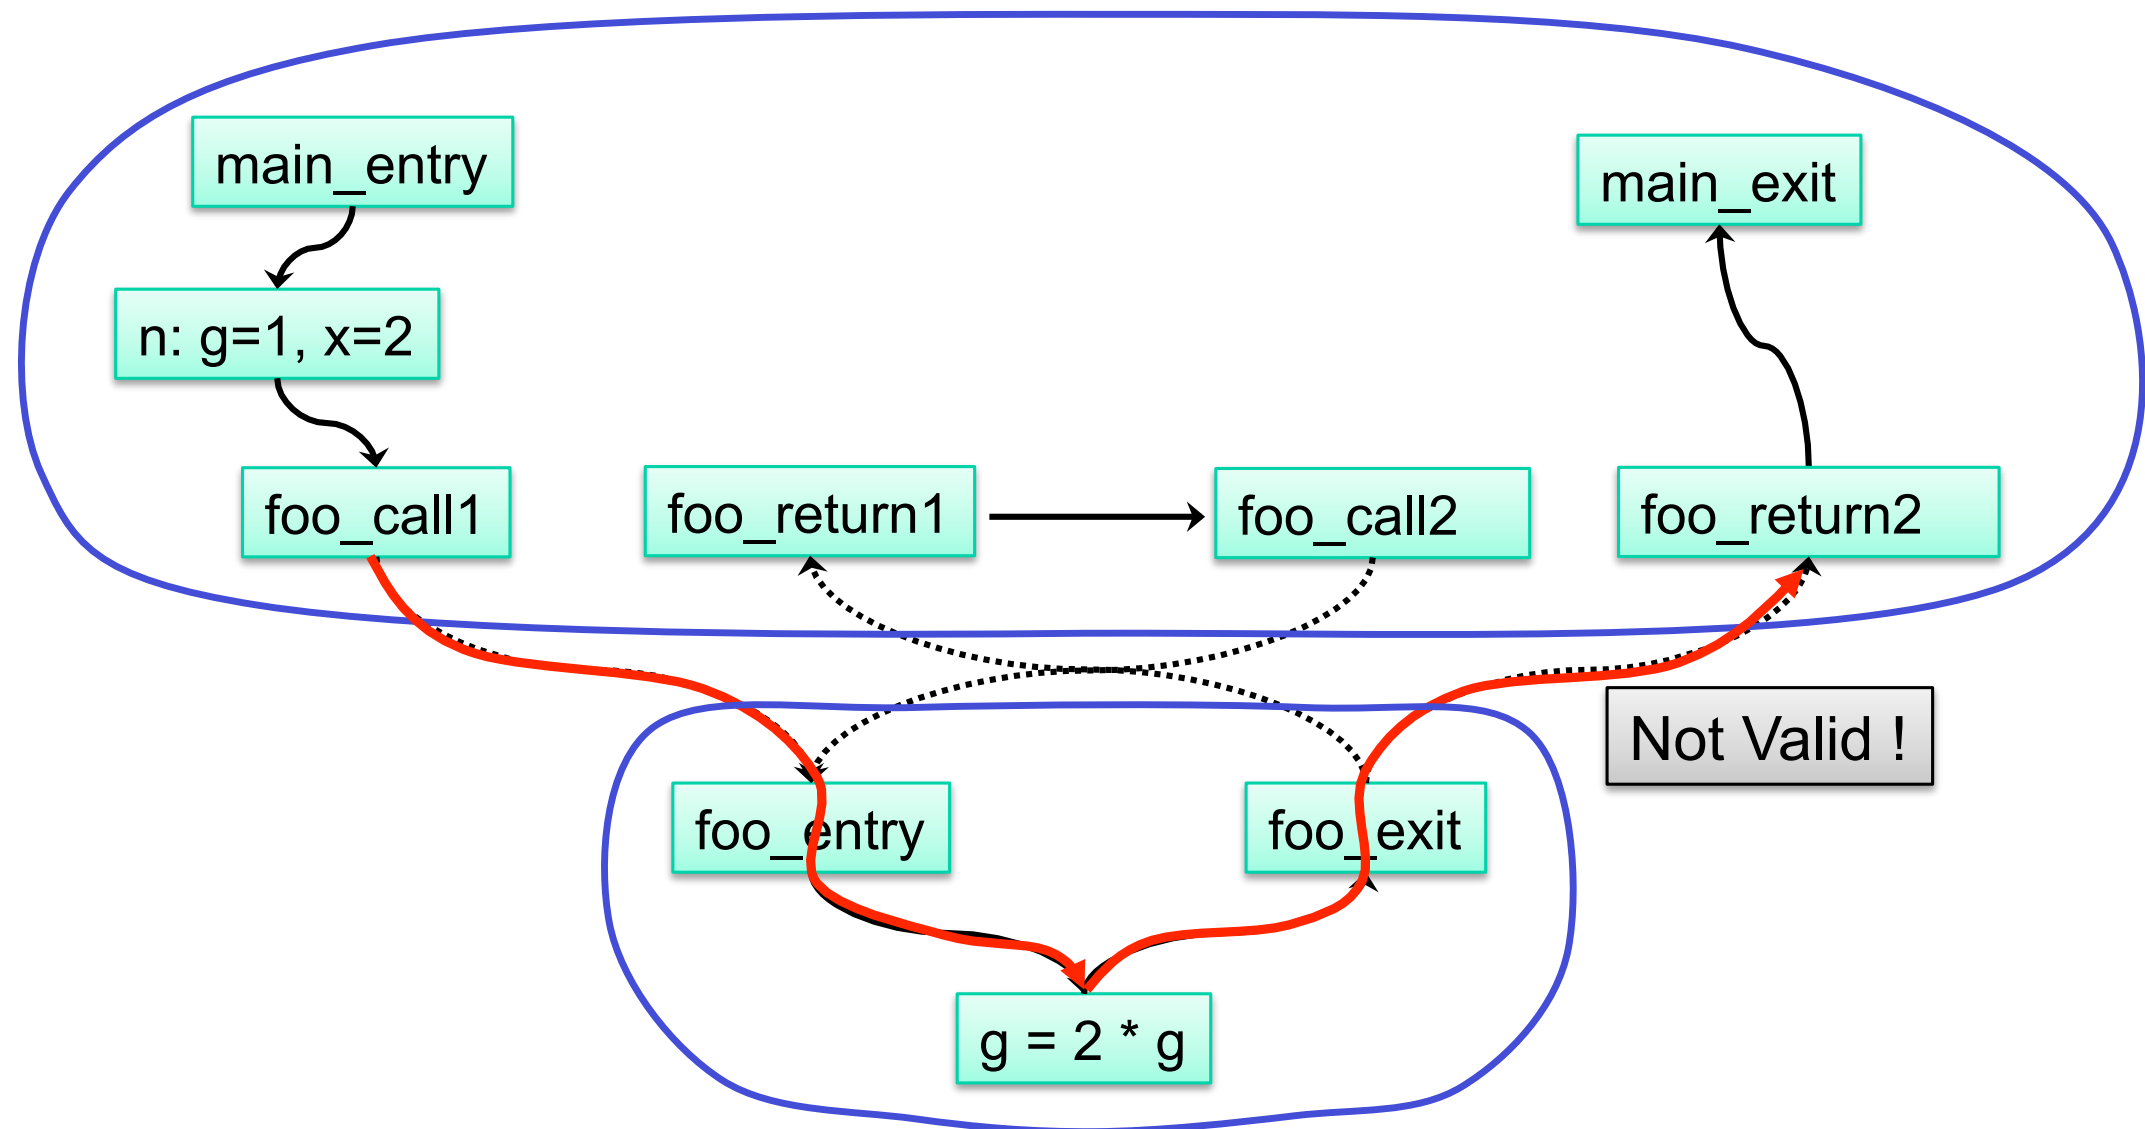 main_entry
main_exit
n: g=1, x=2
foo_call1
foo_return1
foo_call2
foo_return2
Not Valid !
foo_entry
foo_exit
g = 2 * g